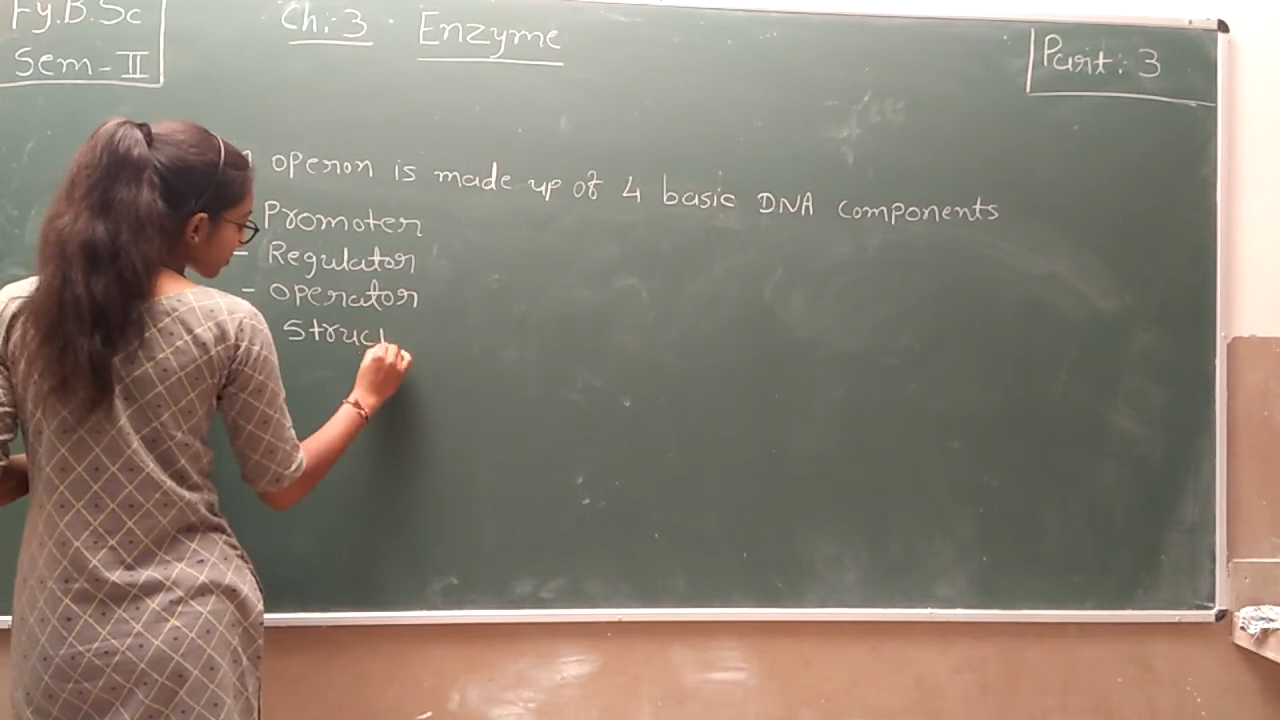 Fy.B.Sc
Sem-II
Ch:3 Enzyme
Part: 3
operon is made up of 4 basic DNA components
Promoter
- Regulator
- Operator
Struct